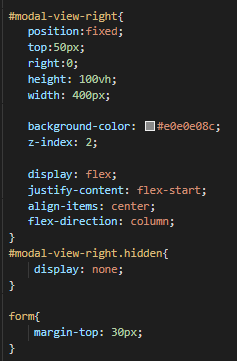 #modal-view-right{
position:fixed;
top:50px;
right:0;
height: 100vh;
width: 400px;
background-color: #e0e0e08c;
z-index: 2;
display: flex;
justify-content: flex-start;
align-items: center;
flex-direction: column;
}
#modal-view-right.hidden{
display: none;
}
form{
margin-top: 30px;
}